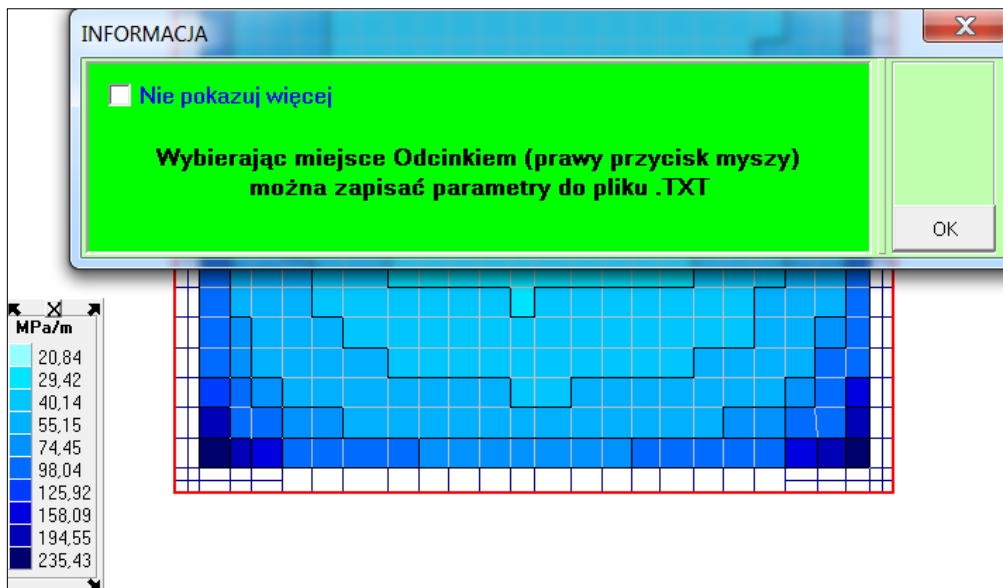 INFORMACJA
Nie pokazuj więcej
Wybierając miejsce Odcinkiem (prawy przycisk myszy)
można zapisać parametry do pliku .TXT
OK
MPa/m
20,84
29,42
40,14
55,15
74,45
98,04
125,92
158,09
194,55
235,43